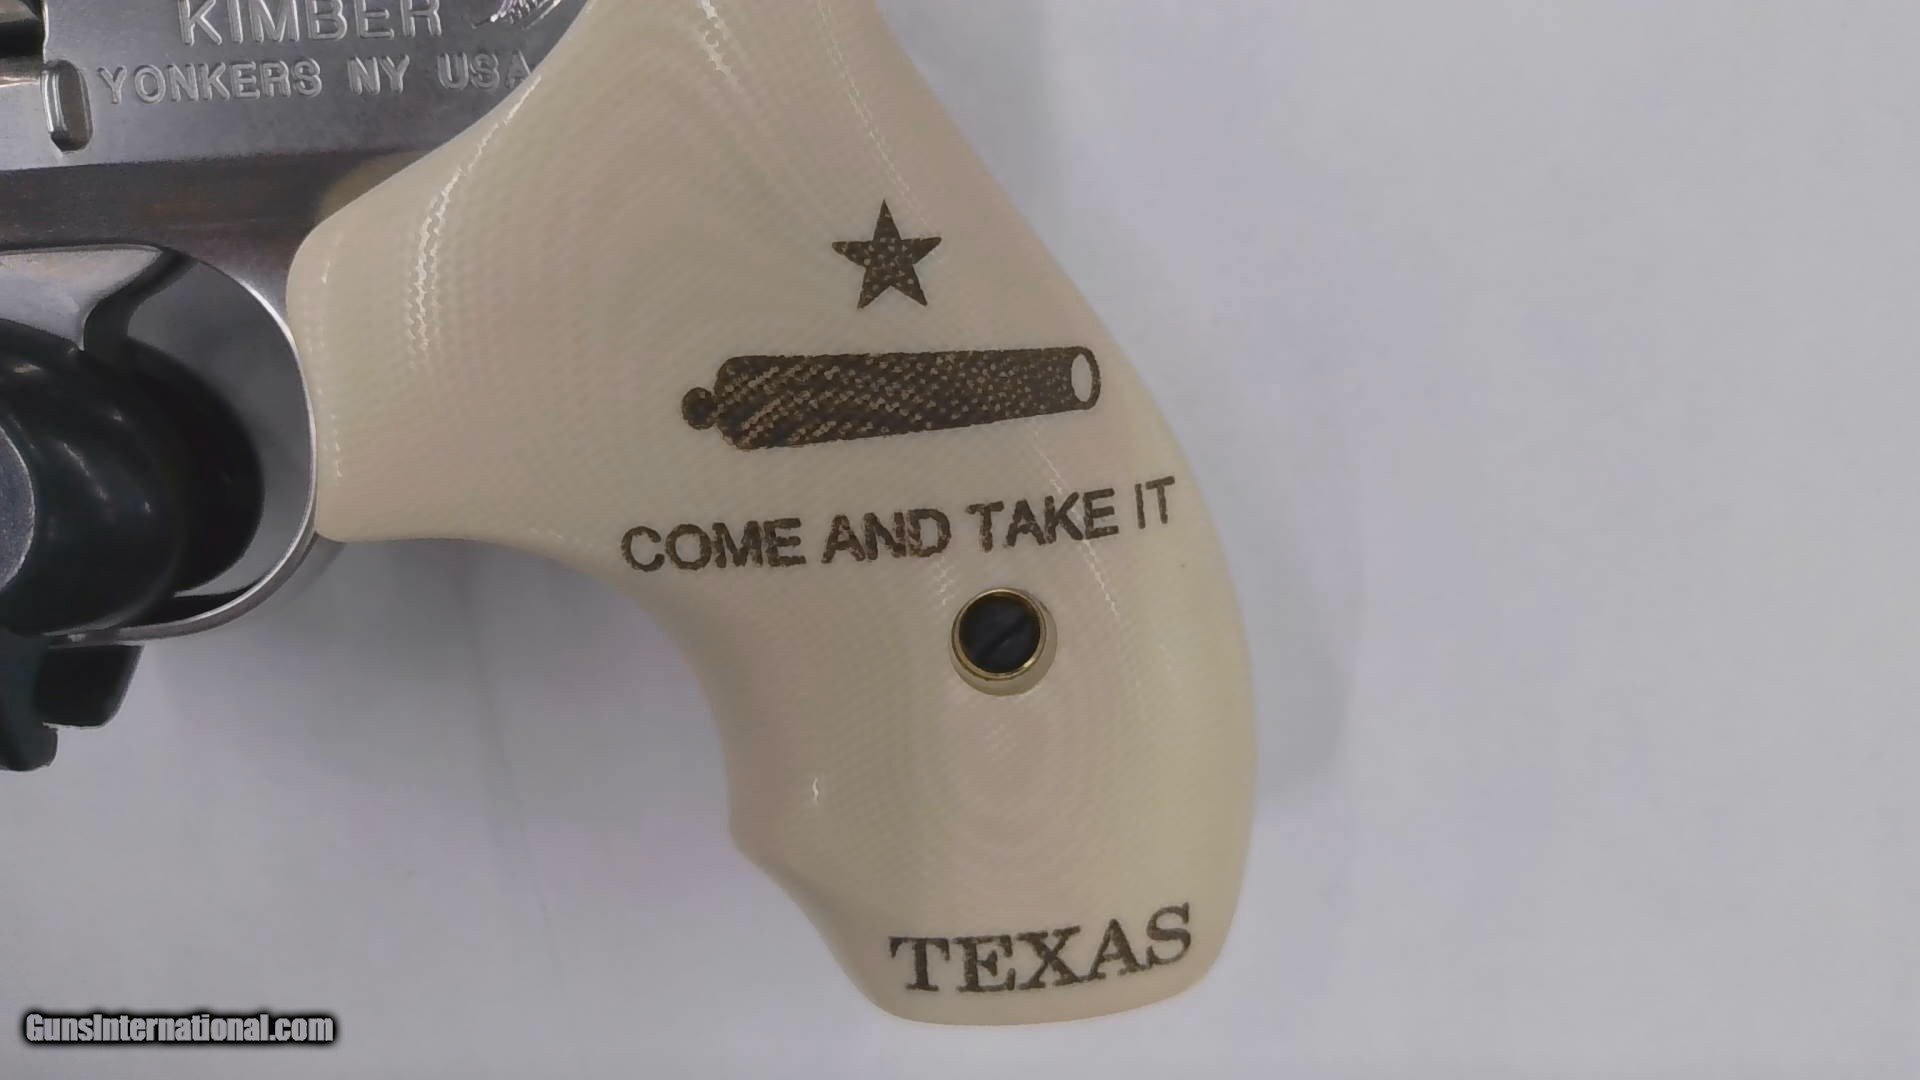 KIMBER
YONKERS NY USA
COME AND TAKE IT
TEXAS
GunsInternational.com